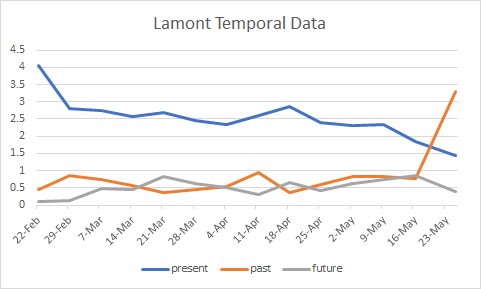 Lamont Temporal Data
4.5
4
3.5
3
2.5
2
1.5
1
0.5
0
22-Feb
29-Feb
7-Mar
14-Mar
21-Mar
28-Mar
4-Apr
11-Apr
18-Apr
25-Apr
2-May
9-May
16-May
23-May
present past future